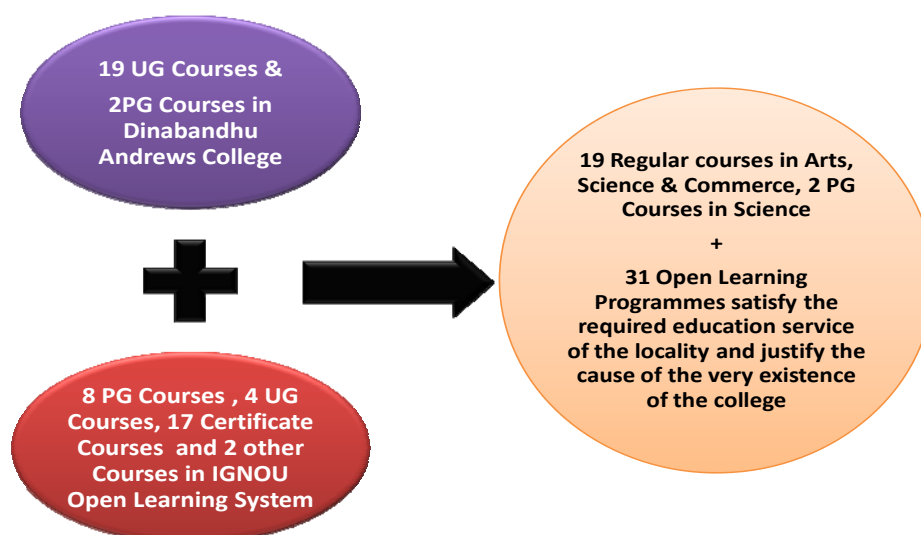 19 UG Courses &
2PG Courses in
Dinabandhu
Andrews College
8 PG Courses , 4 UG
Courses, 17 Certificate
Courses and 2 other
Courses in IGNOU
Open Learning System
19 Regular courses in Arts,
Science & Commerce, 2 PG
Courses in Science
+
31 Open Learning
Programmes satisfy the
required education service
of the locality and justify the
cause of the very existence
of the college